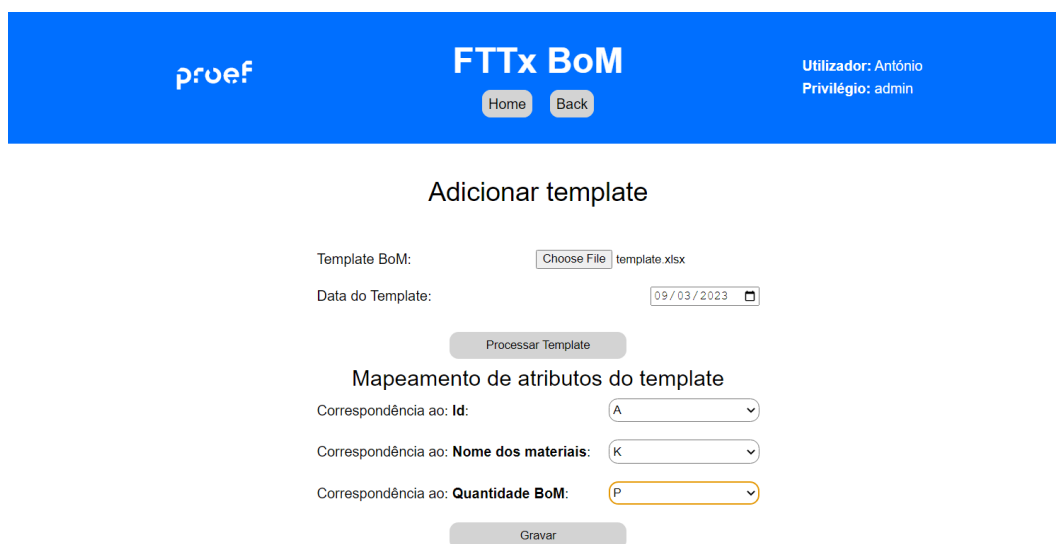 proef
FTTx BoM
Home Back
Utilizador: António
Privilégio: admin
Adicionar template
Template BoM: Choose File template.xlsx
Data do Template: 09/03/2023
Processar Template
Mapeamento de atributos do template
Correspondência ao: Id: A
Correspondência ao: Nome dos materiais: K
Correspondência ao: Quantidade BoM: P
Gravar